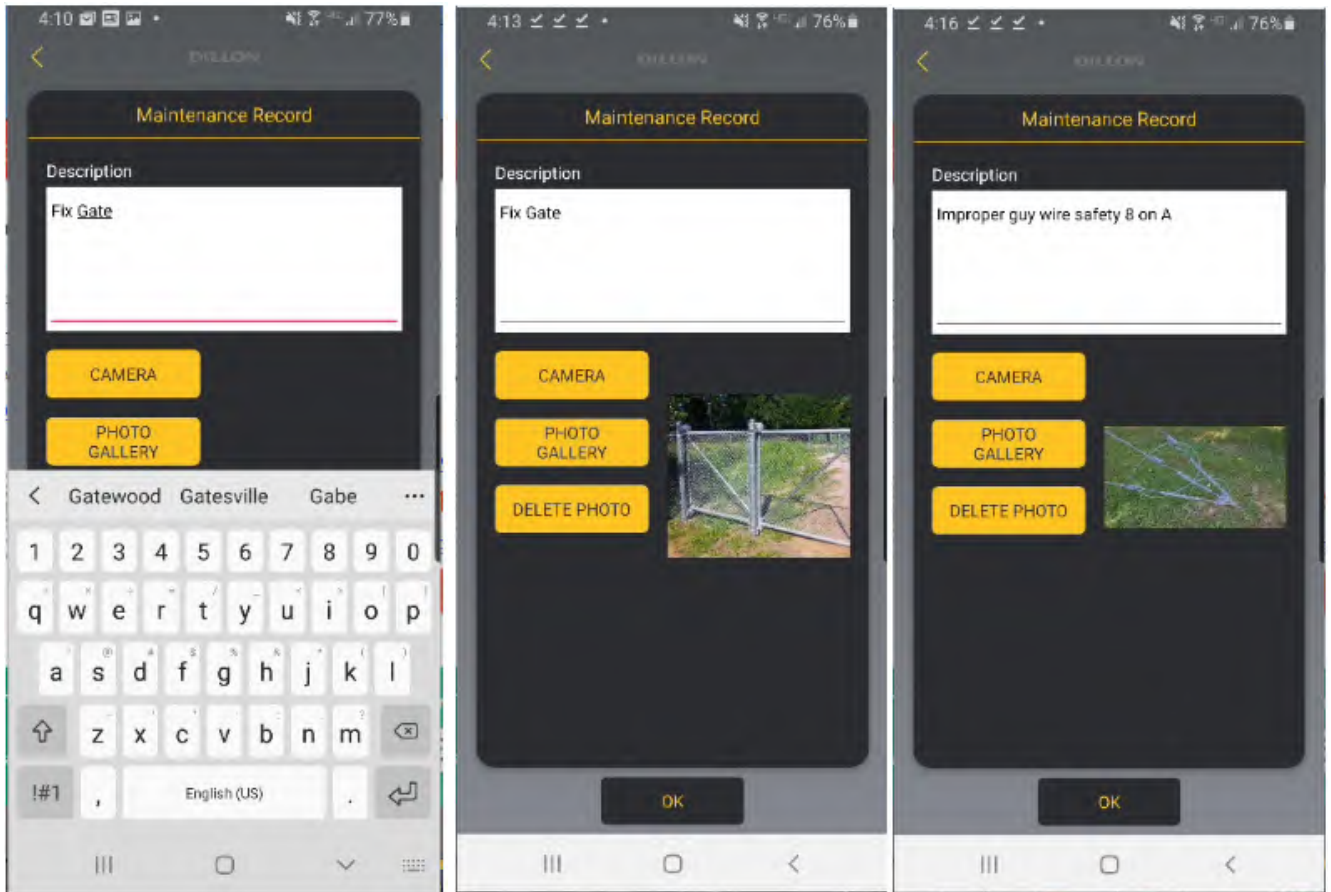 4:10 77%
DILLON
Maintenance Record
Description
Fix Gate
CAMERA
PHOTO
GALLERY
Gatewood Gatesville Gabe ...
1 2 3 4 5 6 7 8 9 0
q w e r t y u i o p
a s d f g h j k l
z x c v b n m
!#1 , English (US) .
4:13 76%
DILLON
Maintenance Record
Description
Fix Gate
CAMERA
PHOTO
GALLERY
DELETE PHOTO
OK
4:16 76%
DILLON
Maintenance Record
Description
Improper guy wire safety 8 on A
CAMERA
PHOTO
GALLERY
DELETE PHOTO
OK